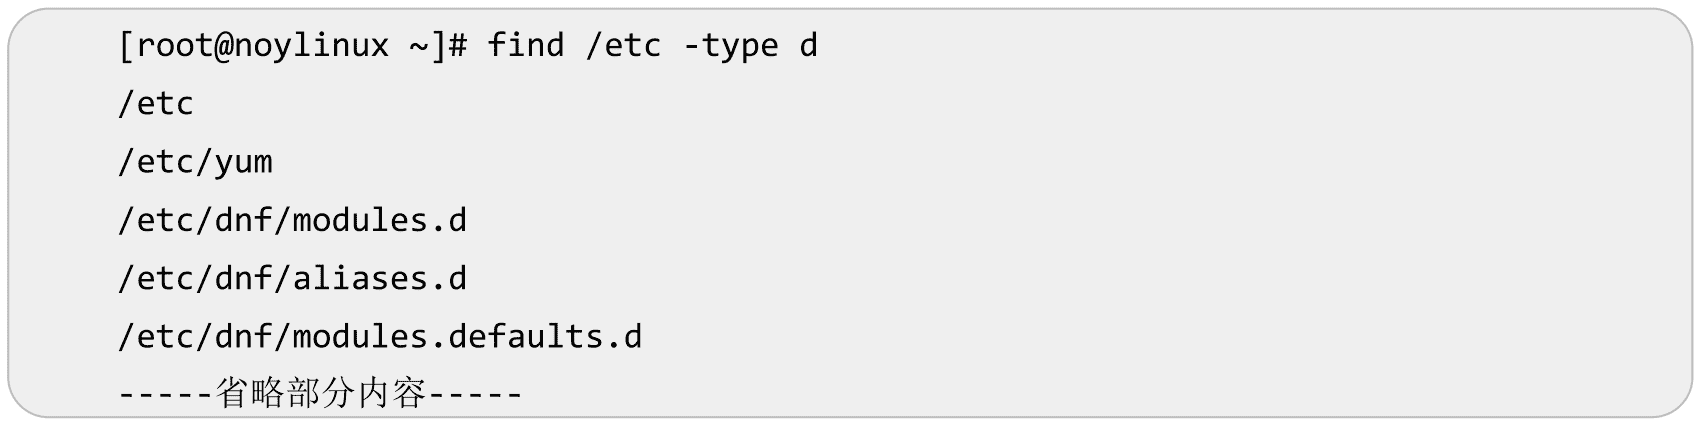 [root@noylinux ~]# find /etc -type d
/etc
/etc/yum
/etc/dnf/modules.d
/etc/dnf/aliases.d
/etc/dnf/modules.defaults.d
-----省略部分内容-----